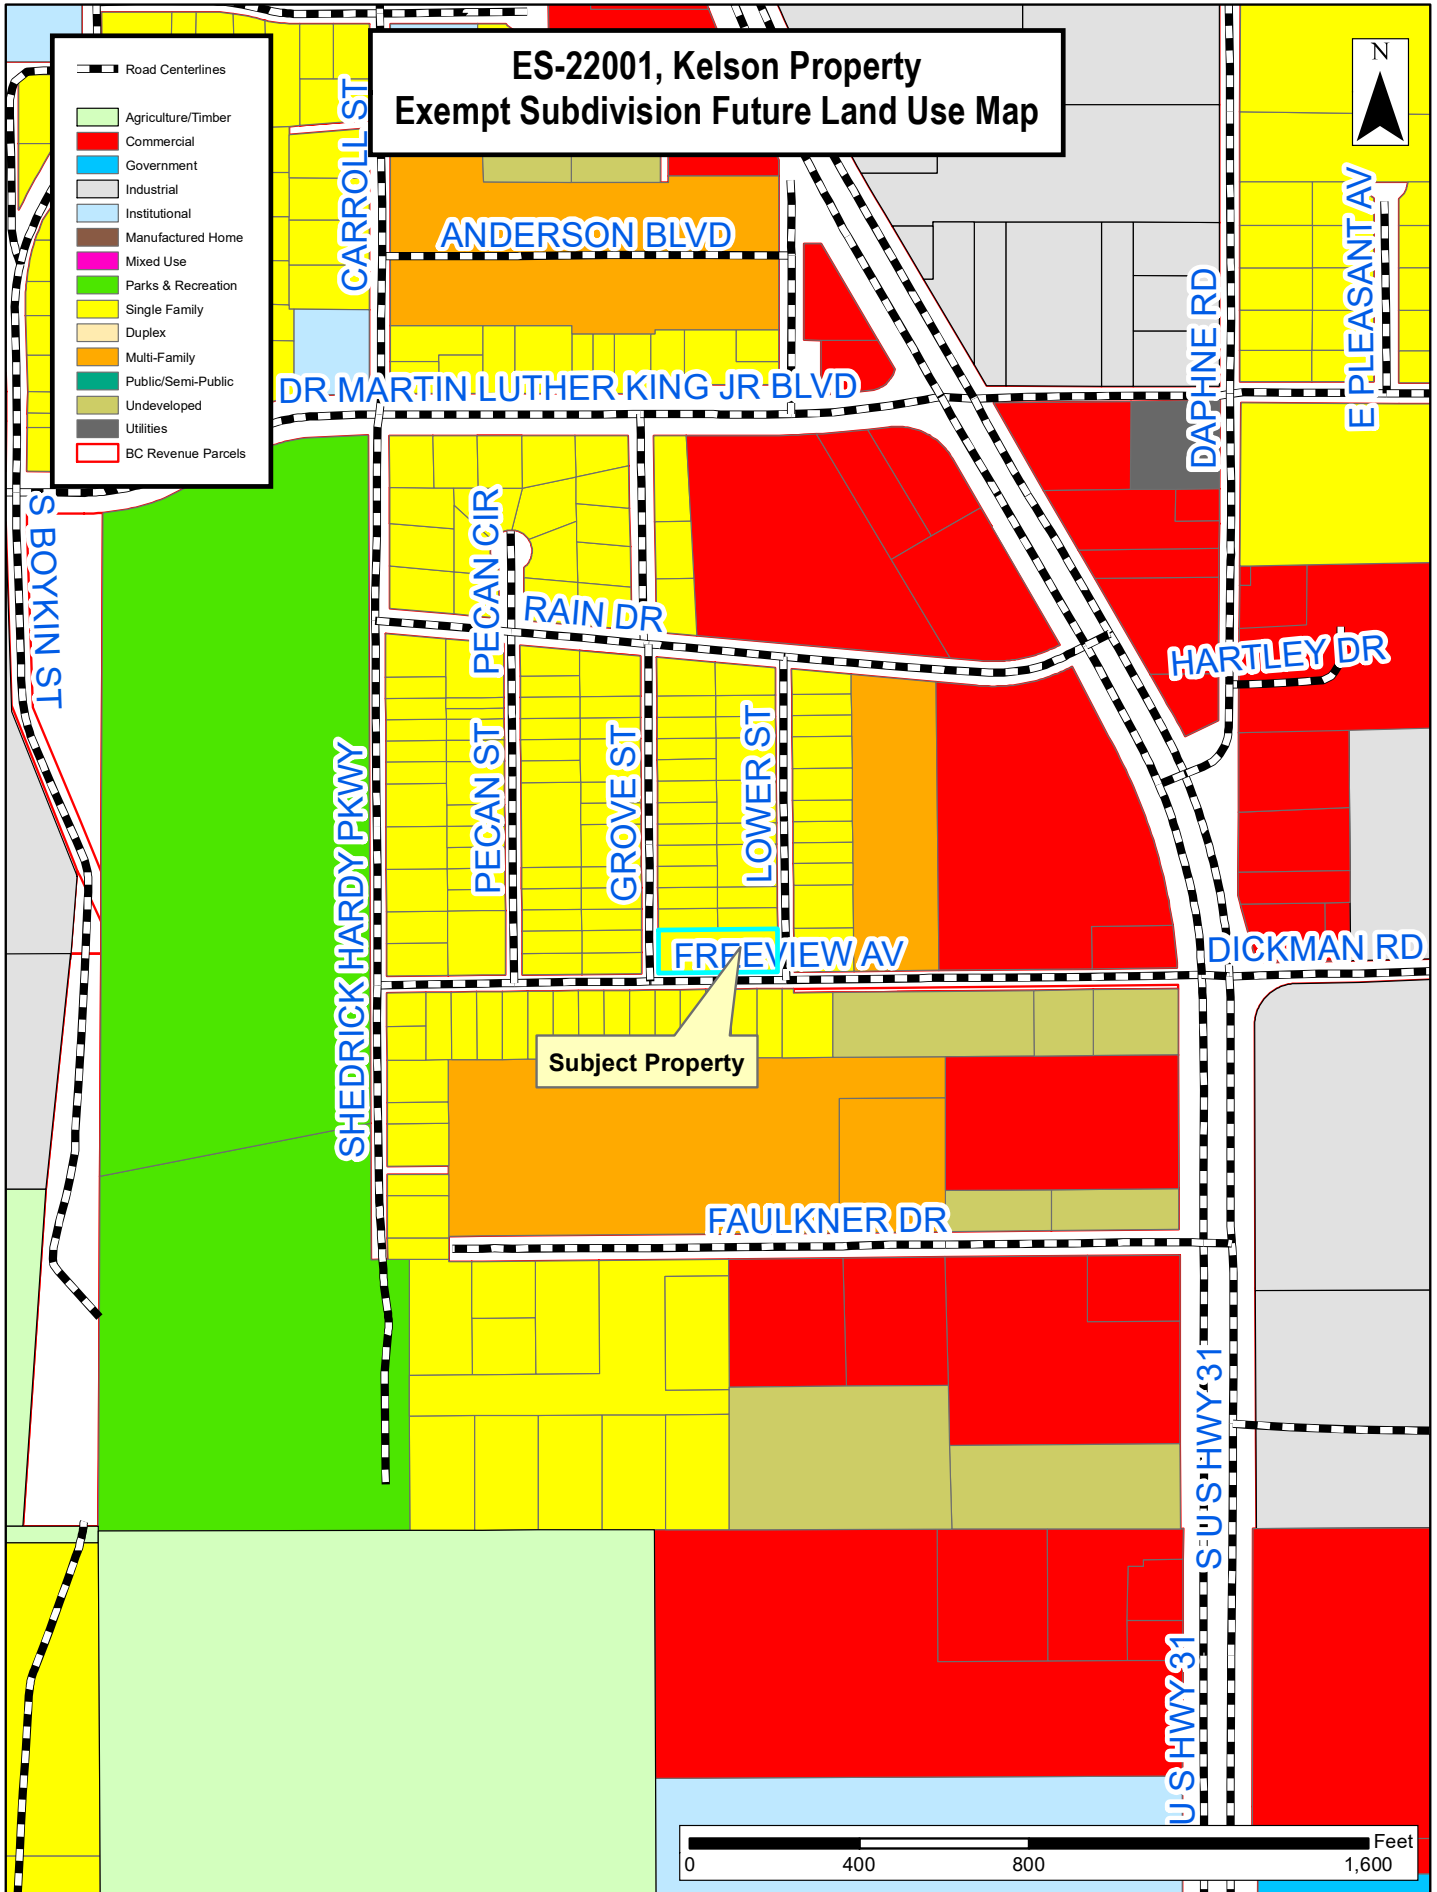 ES-22001, Kelson Property
Exempt Subdivision Future Land Use Map
N
Road Centerlines
Agriculture/Timber
Commercial
Government
Industrial
Institutional
Manufactured Home
Mixed Use
Parks & Recreation
Single Family
Duplex
Multi-Family
Public/Semi-Public
Undeveloped
Utilities
BC Revenue Parcels
CARROLL ST
ANDERSON BLVD
DAPHNE RD
E PLEASANT AV
DR MARTIN LUTHER KING JR BLVD
S BOYKIN ST
PECAN CIR
RAIN DR
HARTLEY DR
SHEDRICK HARDY PKWY
PECAN ST
GROVE ST
LOWER ST
FREEVIEW AV
DICKMAN RD
Subject Property
FAULKNER DR
S U S HWY 31
U S HWY 31
Feet
0 400 800 1,600